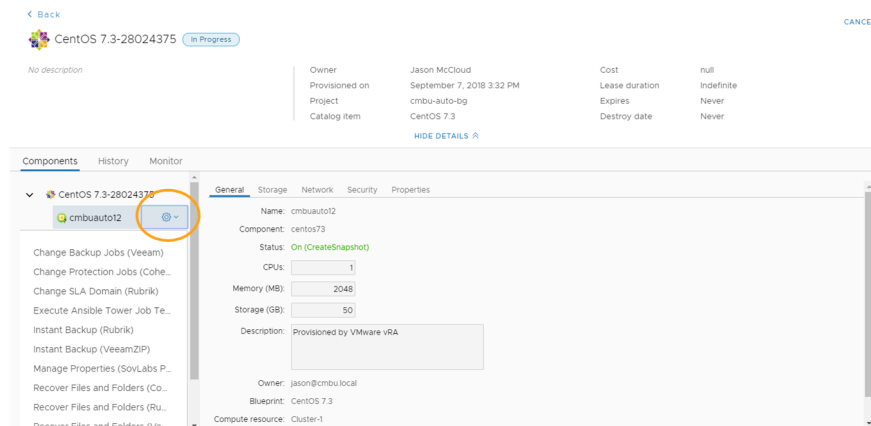 Back
CANCE
CentOS 7.3-28024375 In Progress
No description
Owner Jason McCloud Cost null
Provisioned on September 7, 2018 3:32 PM Lease duration Indefinite
Project cmbu-auto-bg Expires Never
Catalog item CentOS 7.3 Destroy date Never
HIDE DETAILS
Components History Monitor
CentOS 7.3-28024375
cmbuauto12
Change Backup Jobs (Veeam)
Change Protection Jobs (Cohe...
Change SLA Domain (Rubrik)
Execute Ansible Tower Job Te...
Instant Backup (Rubrik)
Instant Backup (VeeamZIP)
Manage Properties (SovLabs P...
Recover Files and Folders (Co...
Recover Files and Folders (Ru...
Recover Files and Folders (Ve...
General Storage Network Security Properties
Name: cmbuauto12
Component: centos73
Status: On (CreateSnapshot)
CPUs: 1
Memory (MB): 2048
Storage (GB): 50
Description: Provisioned by VMware vRA
Owner: jason@cmbu.local
Blueprint: CentOS 7.3
Compute resource: Cluster-1